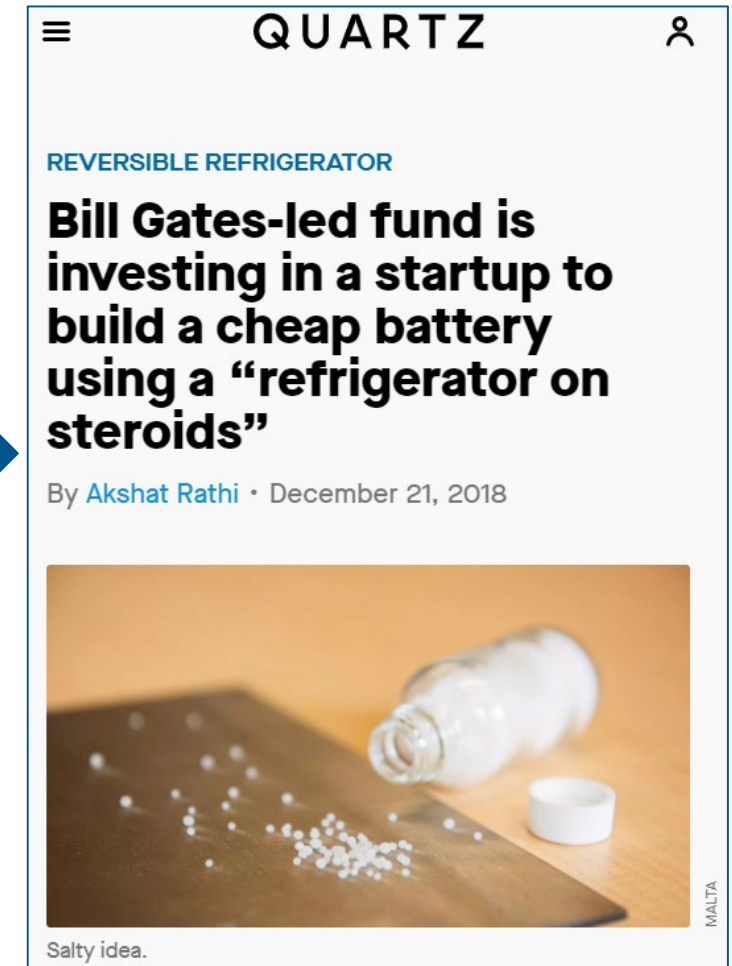 QUARTZ
REVERSIBLE REFRIGERATOR
Bill Gates-led fund is
investing in a startup to
build a cheap battery
using a “refrigerator on
steroids”
By Akshat Rathi • December 21, 2018
MALTA
Salty idea.